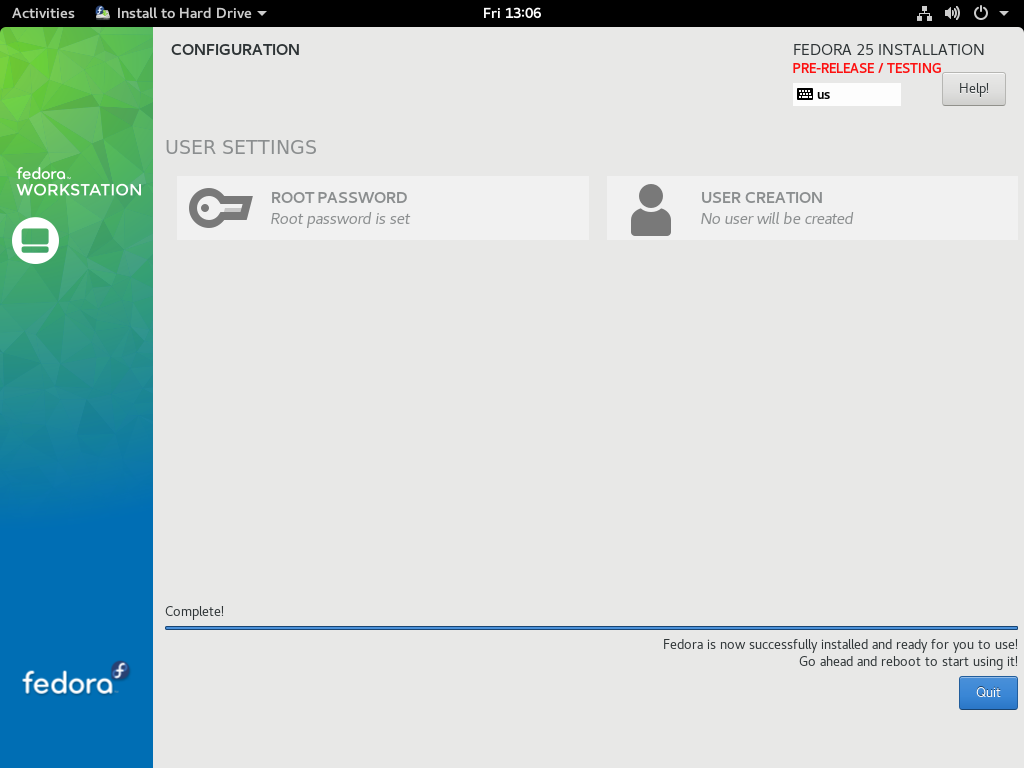 Activities Install to Hard Drive Fri 13:06
CONFIGURATION
FEDORA 25 INSTALLATION
PRE-RELEASE / TESTING
us
Help!
fedora™
WORKSTATION
USER SETTINGS
ROOT PASSWORD
Root password is set
USER CREATION
No user will be created
Complete!
Fedora is now successfully installed and ready for you to use!
Go ahead and reboot to start using it!
Quit
fedora™